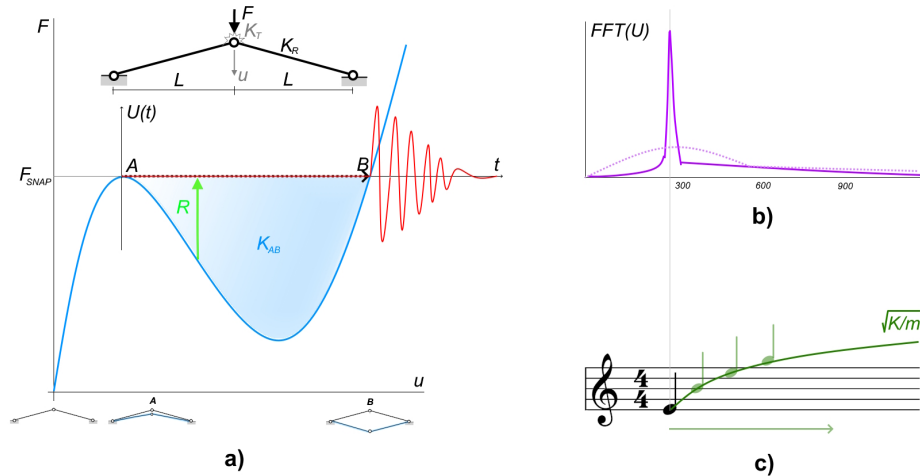 F
F
K_T
K_R
u
L
L
U(t)
A
B
t
F_SNAP
R
K_AB
u
A
B
a)
FFT(U)
300
600
900
b)
√K/m
4
4
c)